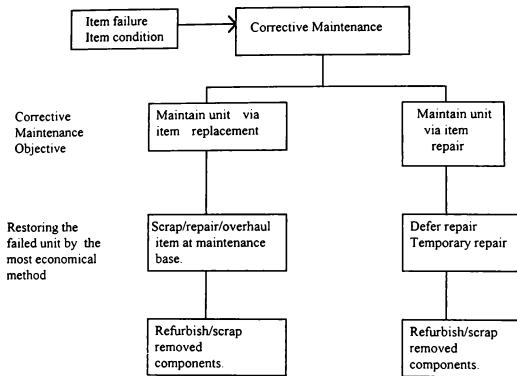 Item failure
Item condition
Corrective Maintenance
Corrective
Maintenance
Objective
Maintain unit via
item replacement
Maintain unit
via item
repair
Restoring the
failed unit by the
most economical
method
Scrap/repair/overhaul
item at maintenance
base.
Defer repair
Temporary repair
Refurbish/scrap
removed
components.
Refurbish/scrap
removed
components.